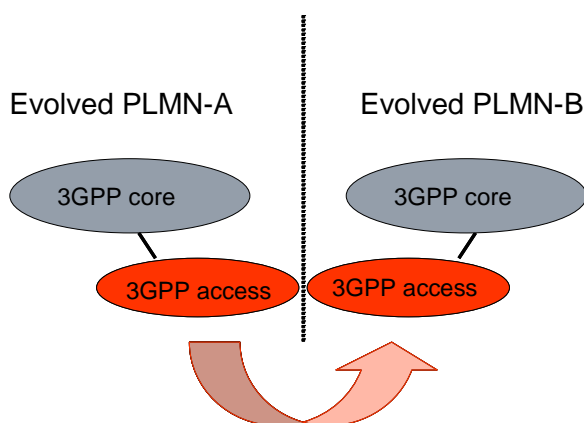 Evolved PLMN-A
Evolved PLMN-B
3GPP core
3GPP core
3GPP access
3GPP access